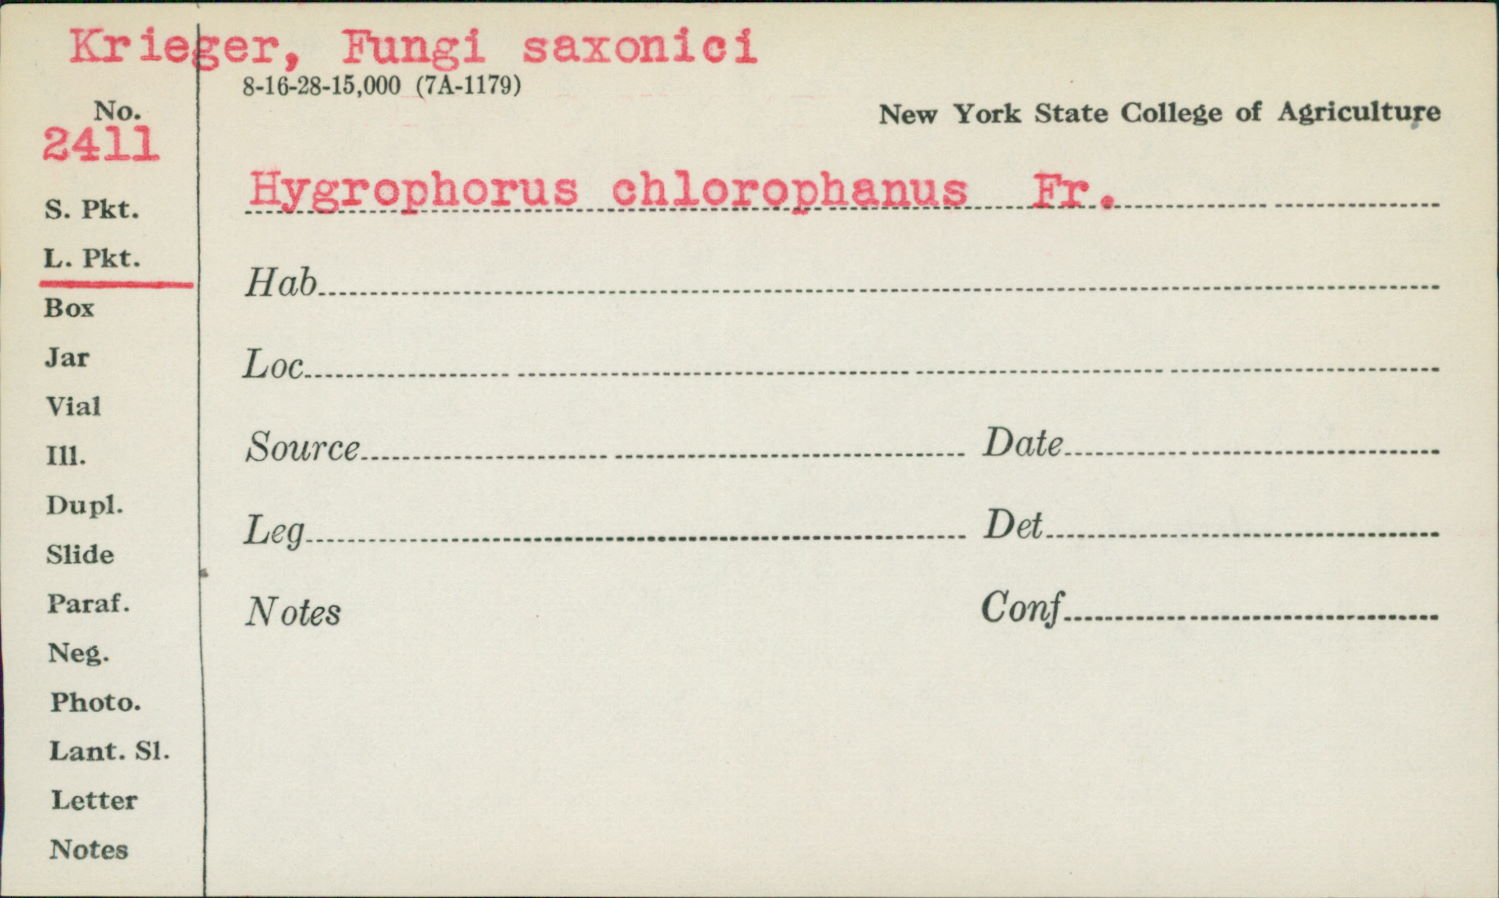 Krieger, Fungi saxonici
8-16-28-15,000 (7A-1179)
New York State College of Agriculture
No.
2411
Hygrophorus chlorophanus Fr.
S. Pkt.
L. Pkt.
Box
Jar
Vial
Ill.
Dupl.
Slide
Paraf.
Neg.
Photo.
Lant. Sl.
Letter
Notes
Hab
Loc
Source Date
Leg Det
Notes Conf